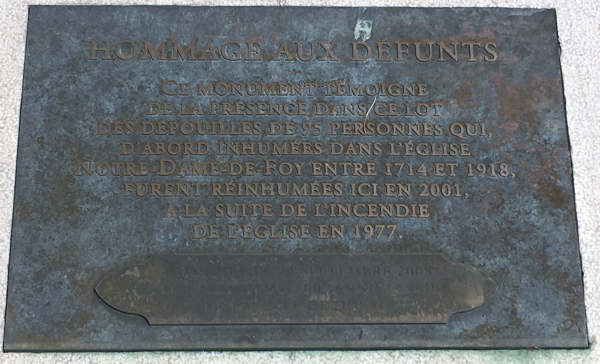 HOMMAGE AUX DÉFUNTS
CE MONUMENT TÉMOIGNE
DE LA PRÉSENCE DANS CE LOT
DES DÉPOUILLES DE 95 PERSONNES QUI,
D'ABORD INHUMÉES DANS L'ÉGLISE
NOTRE-DAME-DE-FOY ENTRE 1714 ET 1918,
FURENT RÉINHUMÉES ICI EN 2001,
À LA SUITE DE L'INCENDIE
DE L'ÉGLISE EN 1977.